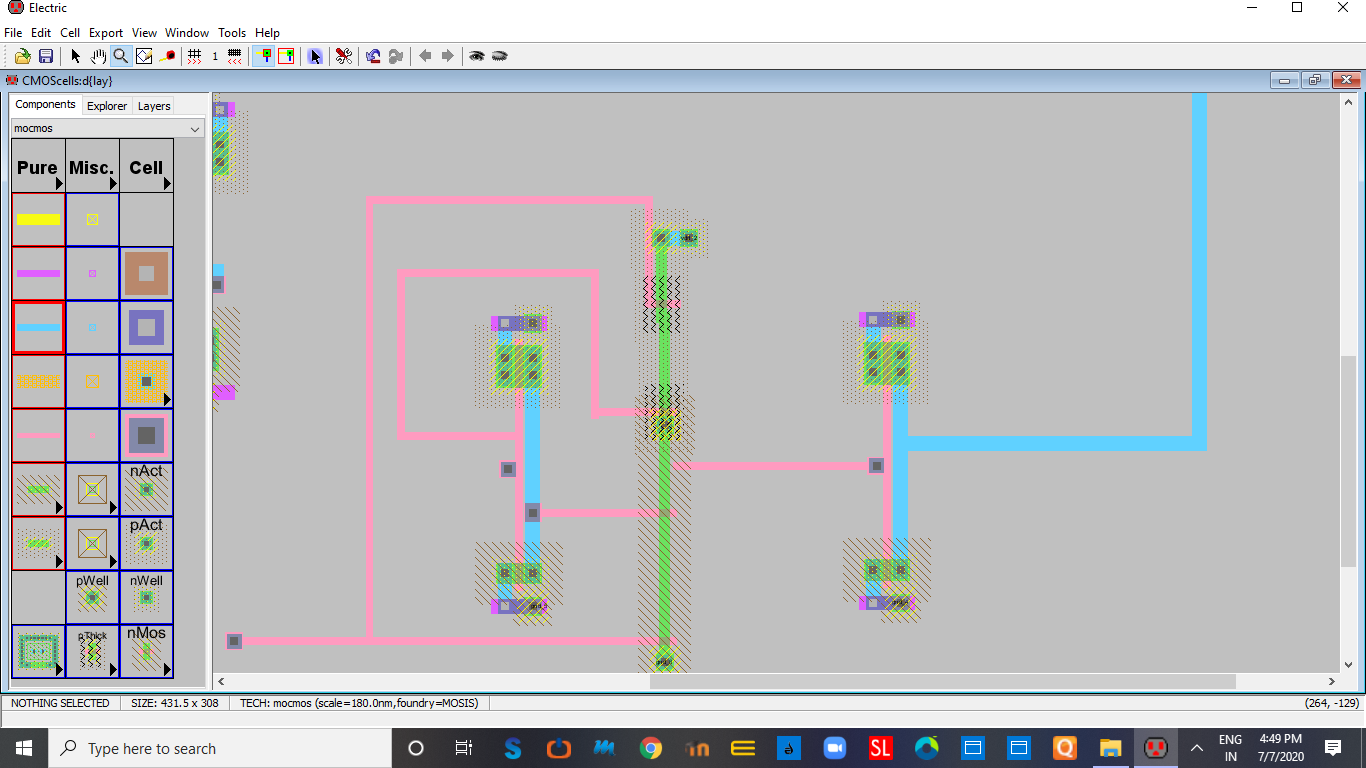 Electric
File Edit Cell Export View Window Tools Help
1
CMOScells:d{lay}
Components Explorer Layers
mocmos
Pure Misc. Cell
nAct
pAct
pWell nWell
pThick nMos
NOTHING SELECTED SIZE: 431.5 x 308 TECH: mocmos (scale=180.0nm,foundry=MOSIS) (264, -129)
Type here to search
S m in SL Q
ENG 4:49 PM
IN 7/7/2020